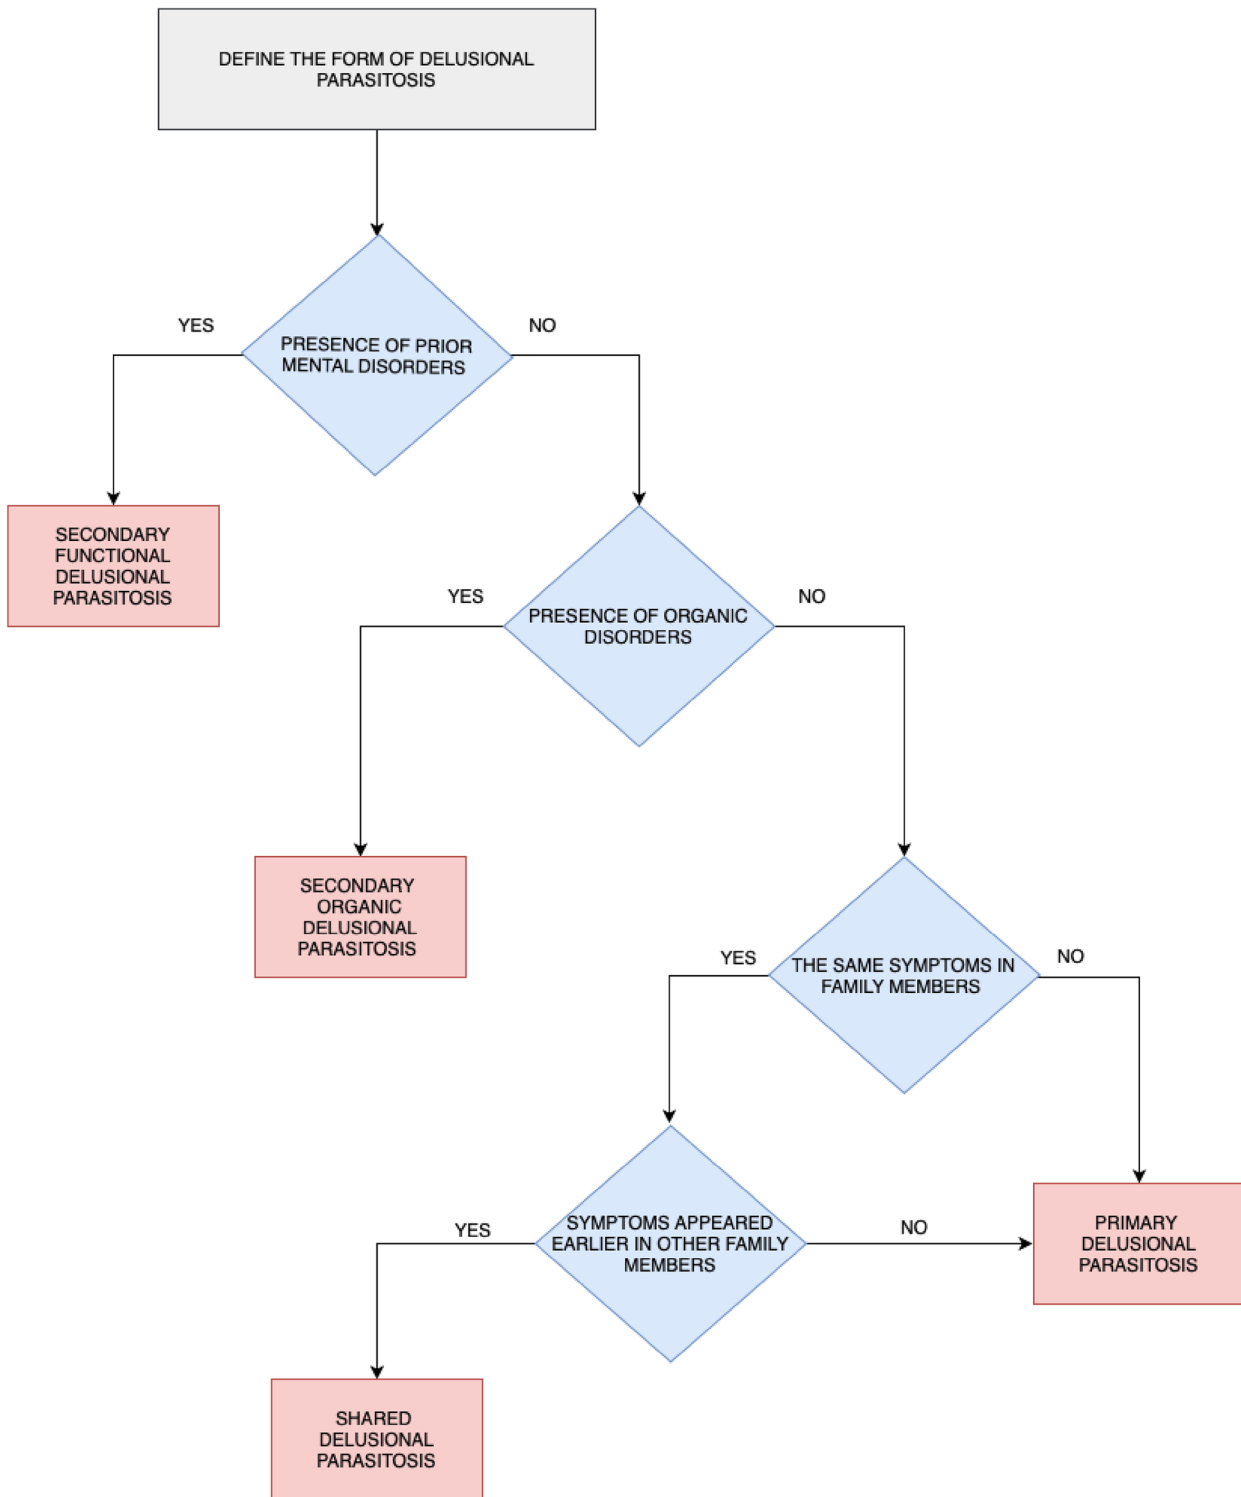 DEFINE THE FORM OF DELUSIONAL
PARASITOSIS
YES
NO
PRESENCE OF PRIOR
MENTAL DISORDERS
SECONDARY
FUNCTIONAL
DELUSIONAL
PARASITOSIS
YES
NO
PRESENCE OF ORGANIC
DISORDERS
SECONDARY
ORGANIC
DELUSIONAL
PARASITOSIS
YES
NO
THE SAME SYMPTOMS IN
FAMILY MEMBERS
YES
NO
SYMPTOMS APPEARED
EARLIER IN OTHER FAMILY
MEMBERS
PRIMARY
DELUSIONAL
PARASITOSIS
SHARED
DELUSIONAL
PARASITOSIS